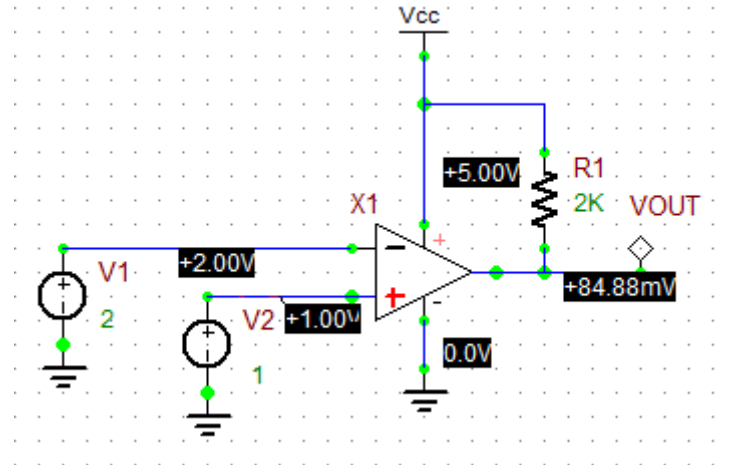 Vcc
+5.00V
R1
2K
VOUT
X1
+2.00V
V1
2
V2
+1.00V
1
+84.88mV
0.0V